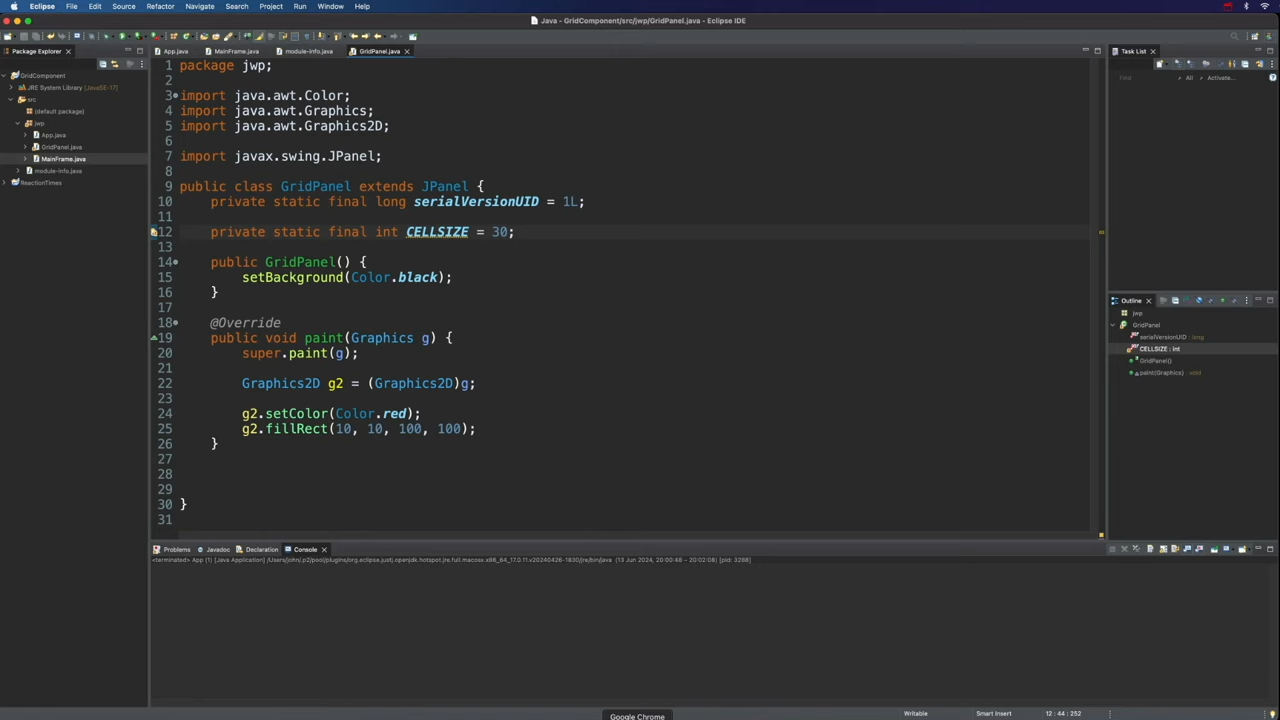 Eclipse File Edit Source Refactor Navigate Search Project Run Window Help
Java - GridComponent/src/jwp/GridPanel.java - Eclipse IDE
Package Explorer
App.java MainFrame.java module-info.java GridPanel.java
Task List
GridComponent
JRE System Library [JavaSE-17]
src
(default package)
jwp
App.java
GridPanel.java
MainFrame.java
module-info.java
ReactionTimes
1 package jwp;
2
3 import java.awt.Color;
4 import java.awt.Graphics;
5 import java.awt.Graphics2D;
6
7 import javax.swing.JPanel;
8
9 public class GridPanel extends JPanel {
10 private static final long serialVersionUID = 1L;
11
12 private static final int CELLSIZE = 30;
13
14 public GridPanel() {
15 setBackground(Color.black);
16 }
17
18 @Override
19 public void paint(Graphics g) {
20 super.paint(g);
21
22 Graphics2D g2 = (Graphics2D)g;
23
24 g2.setColor(Color.red);
25 g2.fillRect(10, 10, 100, 100);
26 }
27
28
29
30 }
31
Find All Activate...
Outline
jwp
GridPanel
serialVersionUID : long
CELLSIZE : int
GridPanel()
paint(Graphics) : void
Problems Javadoc Declaration Console
<terminated> App (1) [Java Application] /Users/john/.p2/pool/plugins/org.eclipse.justj.openjdk.hotspot.jre.full.macosx.x86_64_17.0.11.v20240426-1830/jre/bin/java (13 Jun 2024, 20:00:48 – 20:02:08) [pid: 3288]
Writable Smart Insert 12 : 44 : 252
Google Chrome